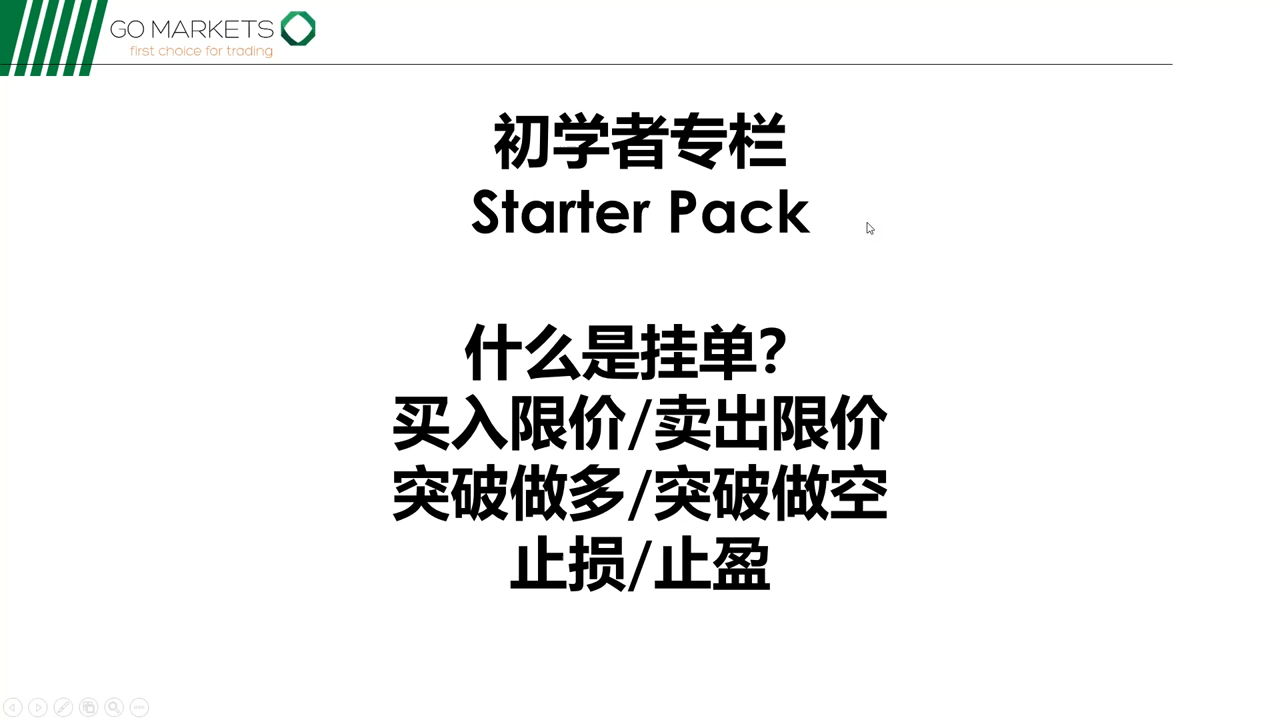 GO MARKETS
first choice for trading
初学者专栏
Starter Pack
什么是挂单?
买入限价/卖出限价
突破做多/突破做空
止损/止盈